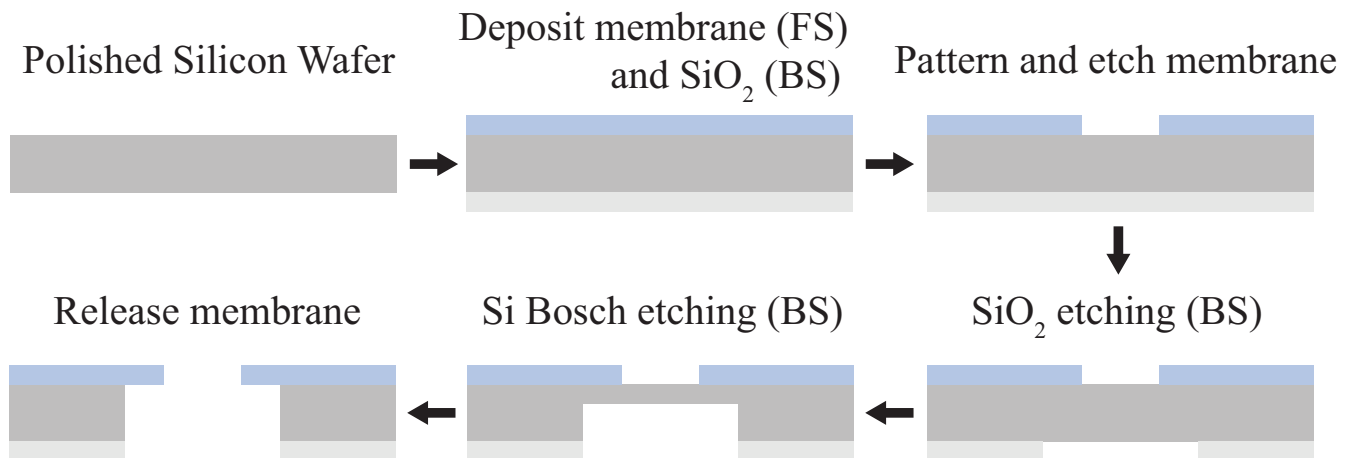 Polished Silicon Wafer
Deposit membrane (FS)
and SiO₂ (BS)
Pattern and etch membrane
Release membrane
Si Bosch etching (BS)
SiO₂ etching (BS)